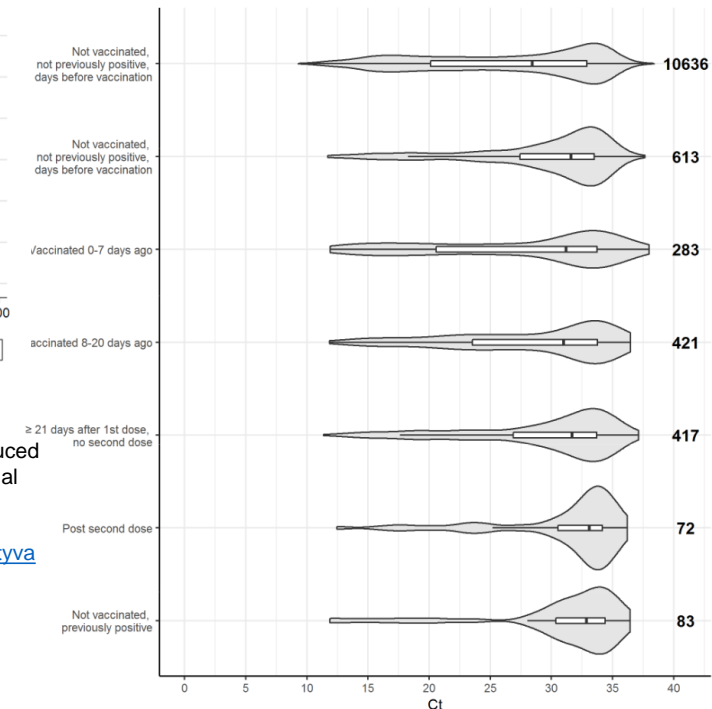 Not vaccinated,
not previously positive,
days before vaccination
10636
Not vaccinated,
not previously positive,
days before vaccination
613
Vaccinated 0-7 days ago
283
accinated 8-20 days ago
421
≥ 21 days after 1st dose,
no second dose
417
Post second dose
72
Not vaccinated,
previously positive
83
0 5 10 15 20 25 30 35 40
Ct
00
uced
al
tyva